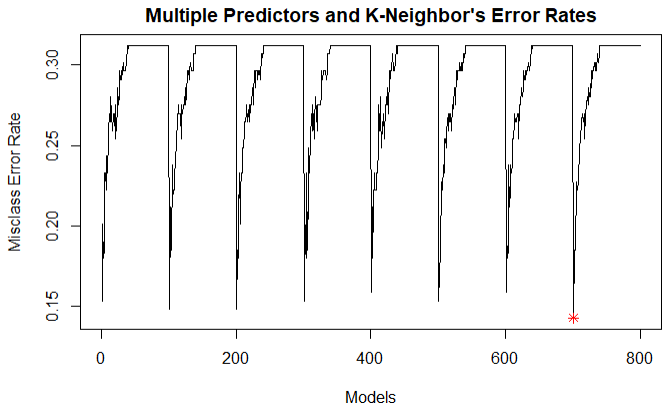 Multiple Predictors and K-Neighbor's Error Rates
Misclass Error Rate
0.30
0.25
0.20
0.15
0 200 400 600 800
Models